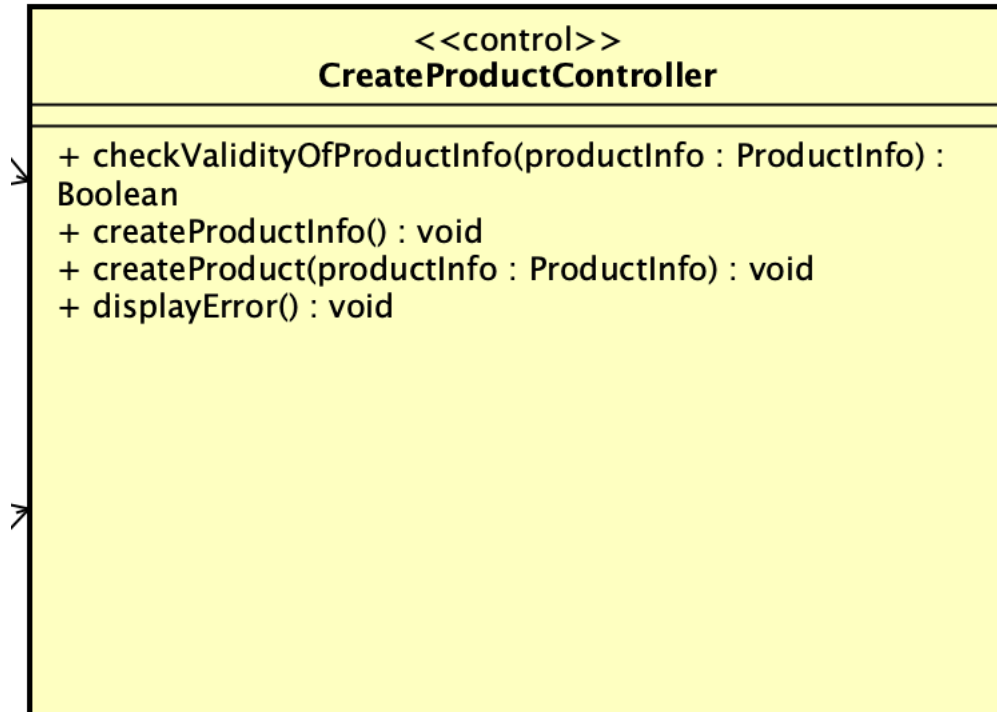 <<control>>
CreateProductController
+ checkValidityOfProductInfo(productInfo : ProductInfo) :
Boolean
+ createProductInfo() : void
+ createProduct(productInfo : ProductInfo) : void
+ displayError() : void